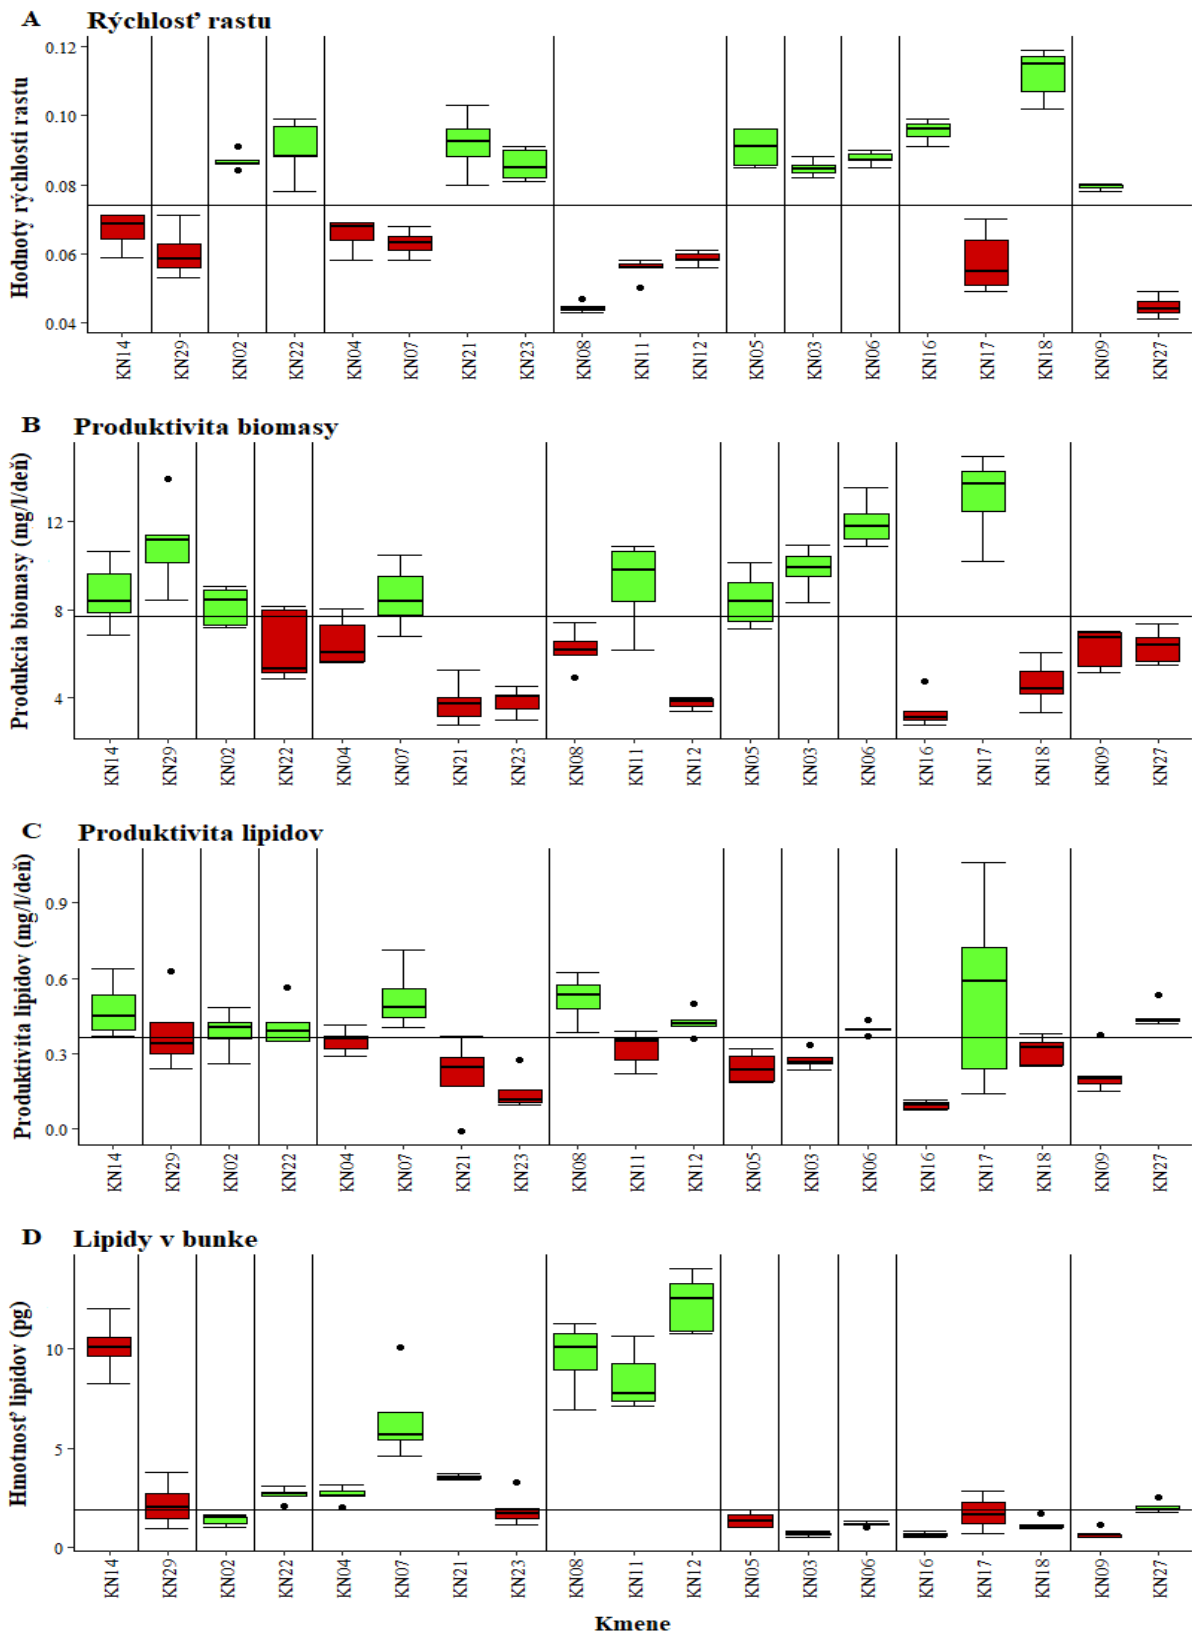 A Rýchlosť rastu
Hodnoty rýchlosti rastu
0.12
0.10
0.08
0.06
0.04
KN14 KN29 KN02 KN22 KN04 KN07 KN21 KN23 KN08 KN11 KN12 KN05 KN03 KN06 KN16 KN17 KN18 KN09 KN27
B Produktivita biomasy
Produkcia biomasy (mg/l/deň)
12
8
4
KN14 KN29 KN02 KN22 KN04 KN07 KN21 KN23 KN08 KN11 KN12 KN05 KN03 KN06 KN16 KN17 KN18 KN09 KN27
C Produktivita lipidov
Produktivita lipidov (mg/l/deň)
0.9
0.6
0.3
0.0
KN14 KN29 KN02 KN22 KN04 KN07 KN21 KN23 KN08 KN11 KN12 KN05 KN03 KN06 KN16 KN17 KN18 KN09 KN27
D Lipidy v bunke
Hmotnosť lipidov (pg)
10
5
0
KN14 KN29 KN02 KN22 KN04 KN07 KN21 KN23 KN08 KN11 KN12 KN05 KN03 KN06 KN16 KN17 KN18 KN09 KN27
Kmene